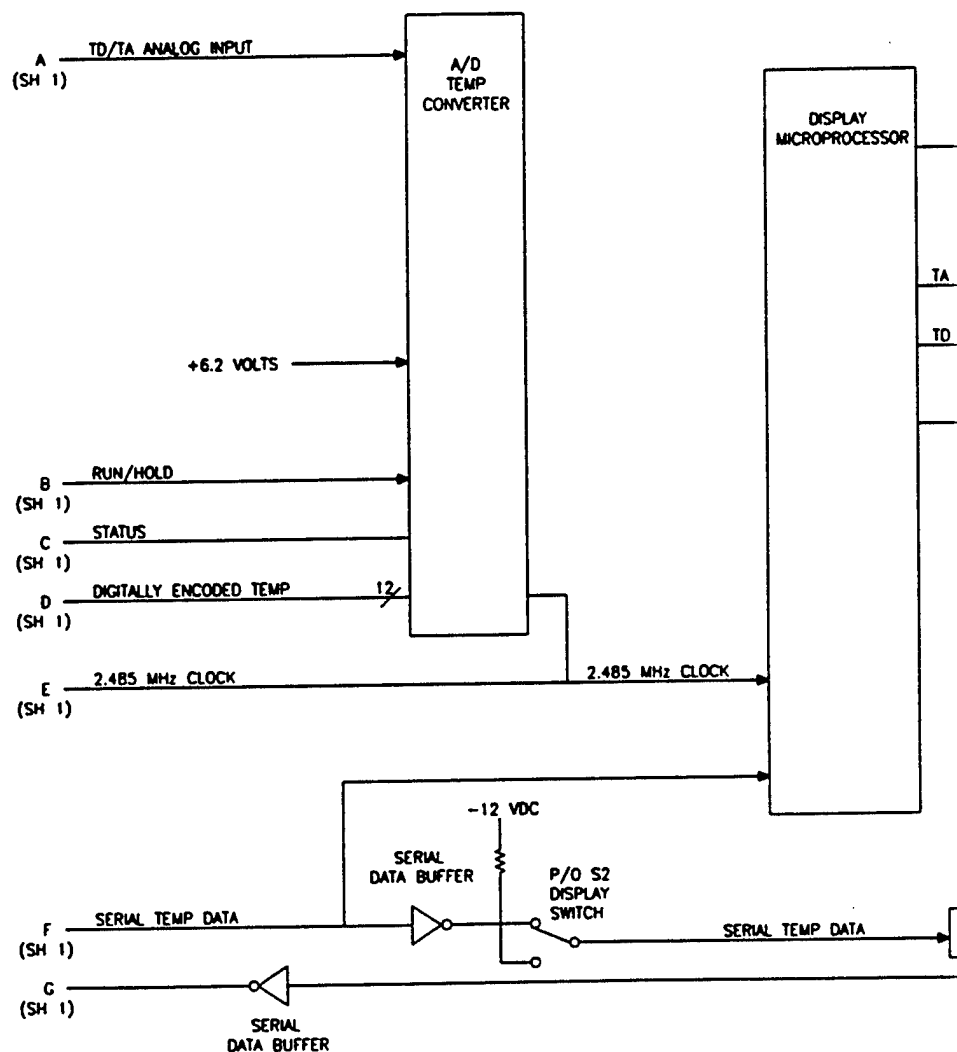 A
(SH 1)
TD/TA ANALOG INPUT
A/D
TEMP
CONVERTER
DISPLAY
MICROPROCESSOR
TA
TD
+6.2 VOLTS
B
(SH 1)
RUN/HOLD
C
(SH 1)
STATUS
D
(SH 1)
DIGITALLY ENCODED TEMP
12
E
(SH 1)
2.485 MHz CLOCK
2.485 MHz CLOCK
-12 VDC
SERIAL
DATA BUFFER
P/O S2
DISPLAY
SWITCH
F
(SH 1)
SERIAL TEMP DATA
SERIAL TEMP DATA
G
(SH 1)
SERIAL
DATA BUFFER